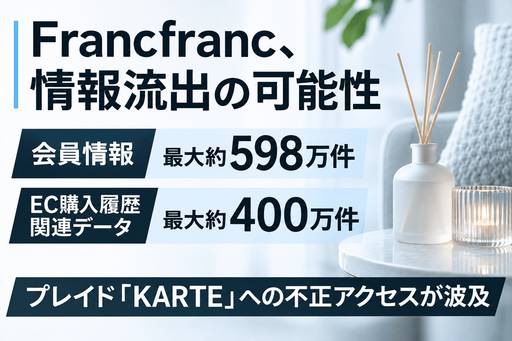 Francfranc、
情報流出の可能性
会員情報 最大約598万件
EC購入履歴
関連データ 最大約400万件
プレイド「KARTE」への不正アクセスが波及